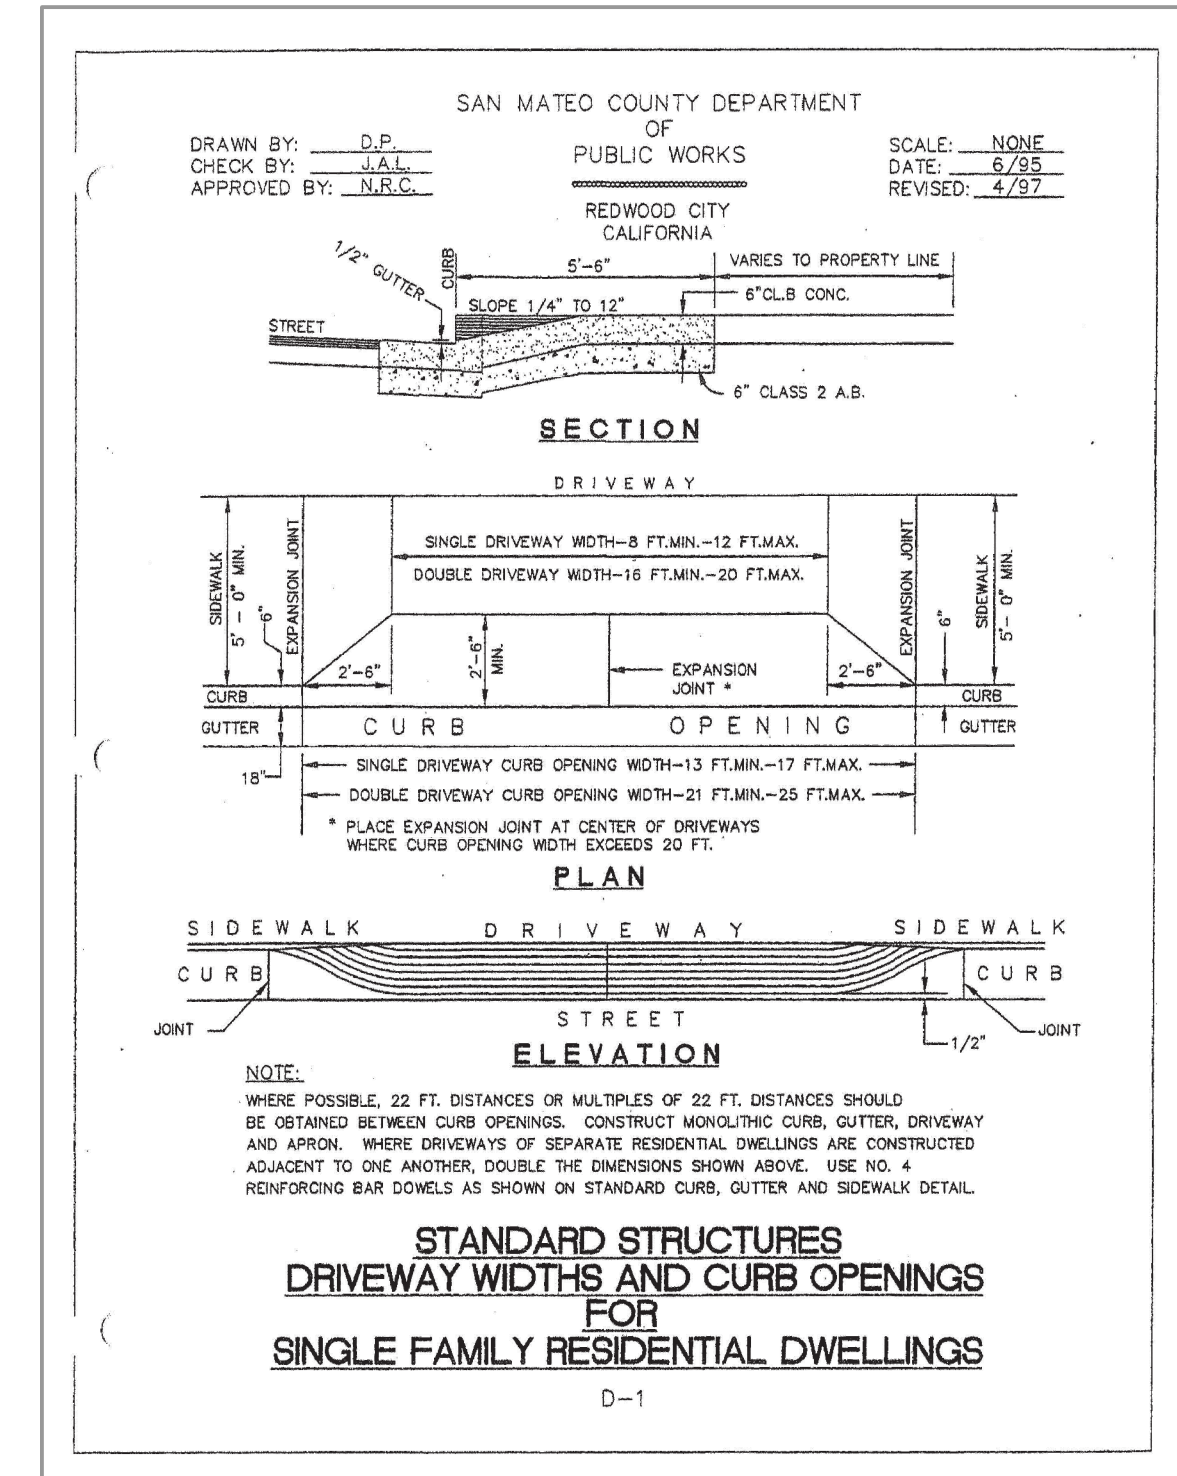 SAN MATEO COUNTY DEPARTMENT
OF
PUBLIC WORKS
REDWOOD CITY
CALIFORNIA
DRAWN BY: D.P.
CHECK BY: J.A.L.
APPROVED BY: N.R.C.
SCALE: NONE
DATE: 6/95
REVISED: 4/97
1/2" GUTTER
CURB
5'-6"
VARIES TO PROPERTY LINE
SLOPE 1/4" TO 12"
6"CL.B CONC.
STREET
6" CLASS 2 A.B.
SECTION
DRIVEWAY
SIDEWALK
5' - 0" MIN.
6"
EXPANSION JOINT
SINGLE DRIVEWAY WIDTH-8 FT.MIN.-12 FT.MAX.
DOUBLE DRIVEWAY WIDTH-16 FT.MIN.-20 FT.MAX.
EXPANSION JOINT
6"
SIDEWALK
5'- 0" MIN.
2'-6"
2'-6"
MIN.
EXPANSION
JOINT *
2'-6"
CURB
CURB
GUTTER
CURB OPENING
GUTTER
18"
SINGLE DRIVEWAY CURB OPENING WIDTH-13 FT.MIN.-17 FT.MAX.
DOUBLE DRIVEWAY CURB OPENING WIDTH-21 FT.MIN.-25 FT.MAX.
* PLACE EXPANSION JOINT AT CENTER OF DRIVEWAYS
WHERE CURB OPENING WIDTH EXCEEDS 20 FT.
PLAN
SIDEWALK DRIVEWAY SIDEWALK
CURB CURB
JOINT
STREET
1/2"
JOINT
ELEVATION
NOTE:
WHERE POSSIBLE, 22 FT. DISTANCES OR MULTIPLES OF 22 FT. DISTANCES SHOULD
BE OBTAINED BETWEEN CURB OPENINGS. CONSTRUCT MONOLITHIC CURB, GUTTER, DRIVEWAY
AND APRON. WHERE DRIVEWAYS OF SEPARATE RESIDENTIAL DWELLINGS ARE CONSTRUCTED
ADJACENT TO ONE ANOTHER, DOUBLE THE DIMENSIONS SHOWN ABOVE. USE NO. 4
REINFORCING BAR DOWELS AS SHOWN ON STANDARD CURB, GUTTER AND SIDEWALK DETAIL.
STANDARD STRUCTURES
DRIVEWAY WIDTHS AND CURB OPENINGS
FOR
SINGLE FAMILY RESIDENTIAL DWELLINGS
D-1